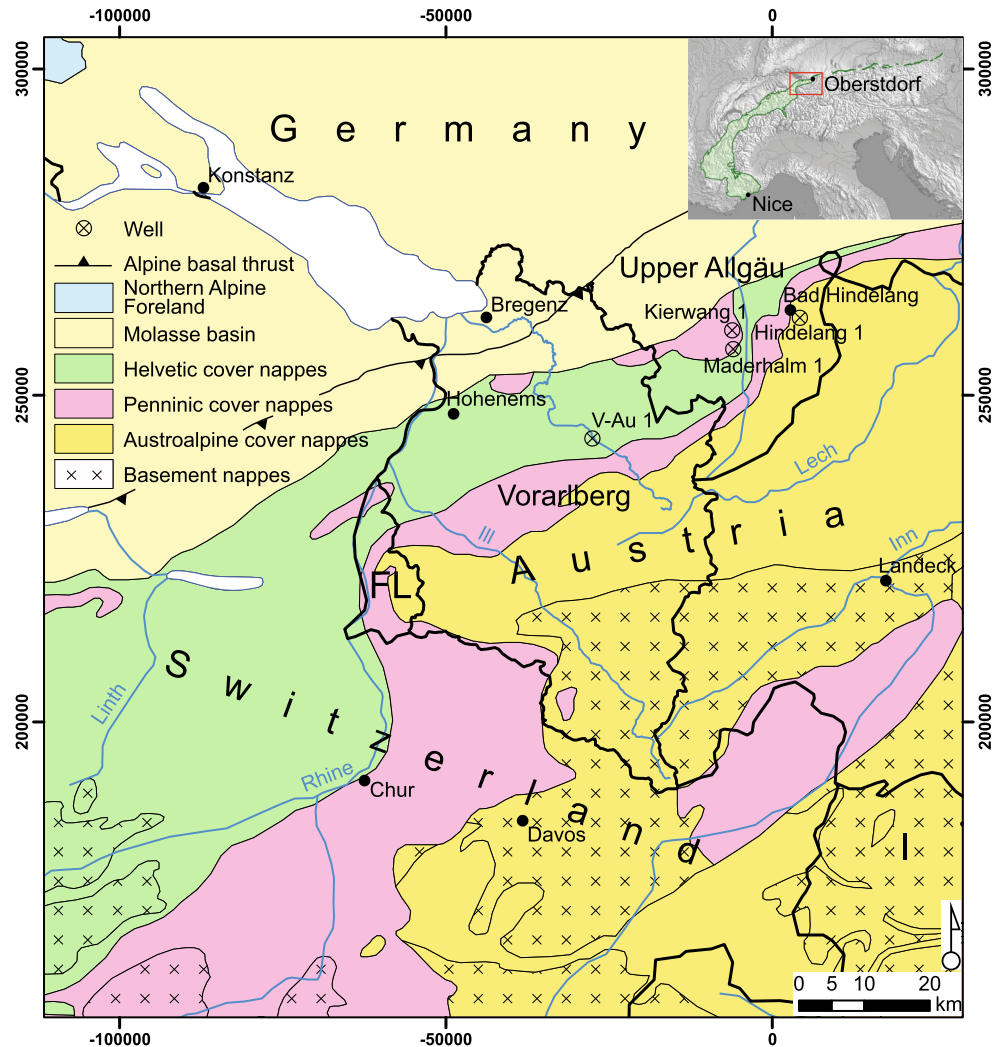 -100000 -50000 0
300000 300000
Oberstdorf
Nice
Germany
Konstanz
Well
Alpine basal thrust
Northern Alpine
Foreland
Molasse basin
Helvetic cover nappes
Penninic cover nappes
Austroalpine cover nappes
Basement nappes
Upper Allgäu
Bregenz
Kierwang 1
Bad Hindelang
Hindelang 1
Maderhalm 1
250000 250000
Hohenems
V-Au 1
Lech
Vorarlberg
Ill
Austria
Inn
Landeck
FL
Switzerland
Linth
200000 200000
Rhine
Chur
Davos
I
0 5 10 20
km
-100000 -50000 0